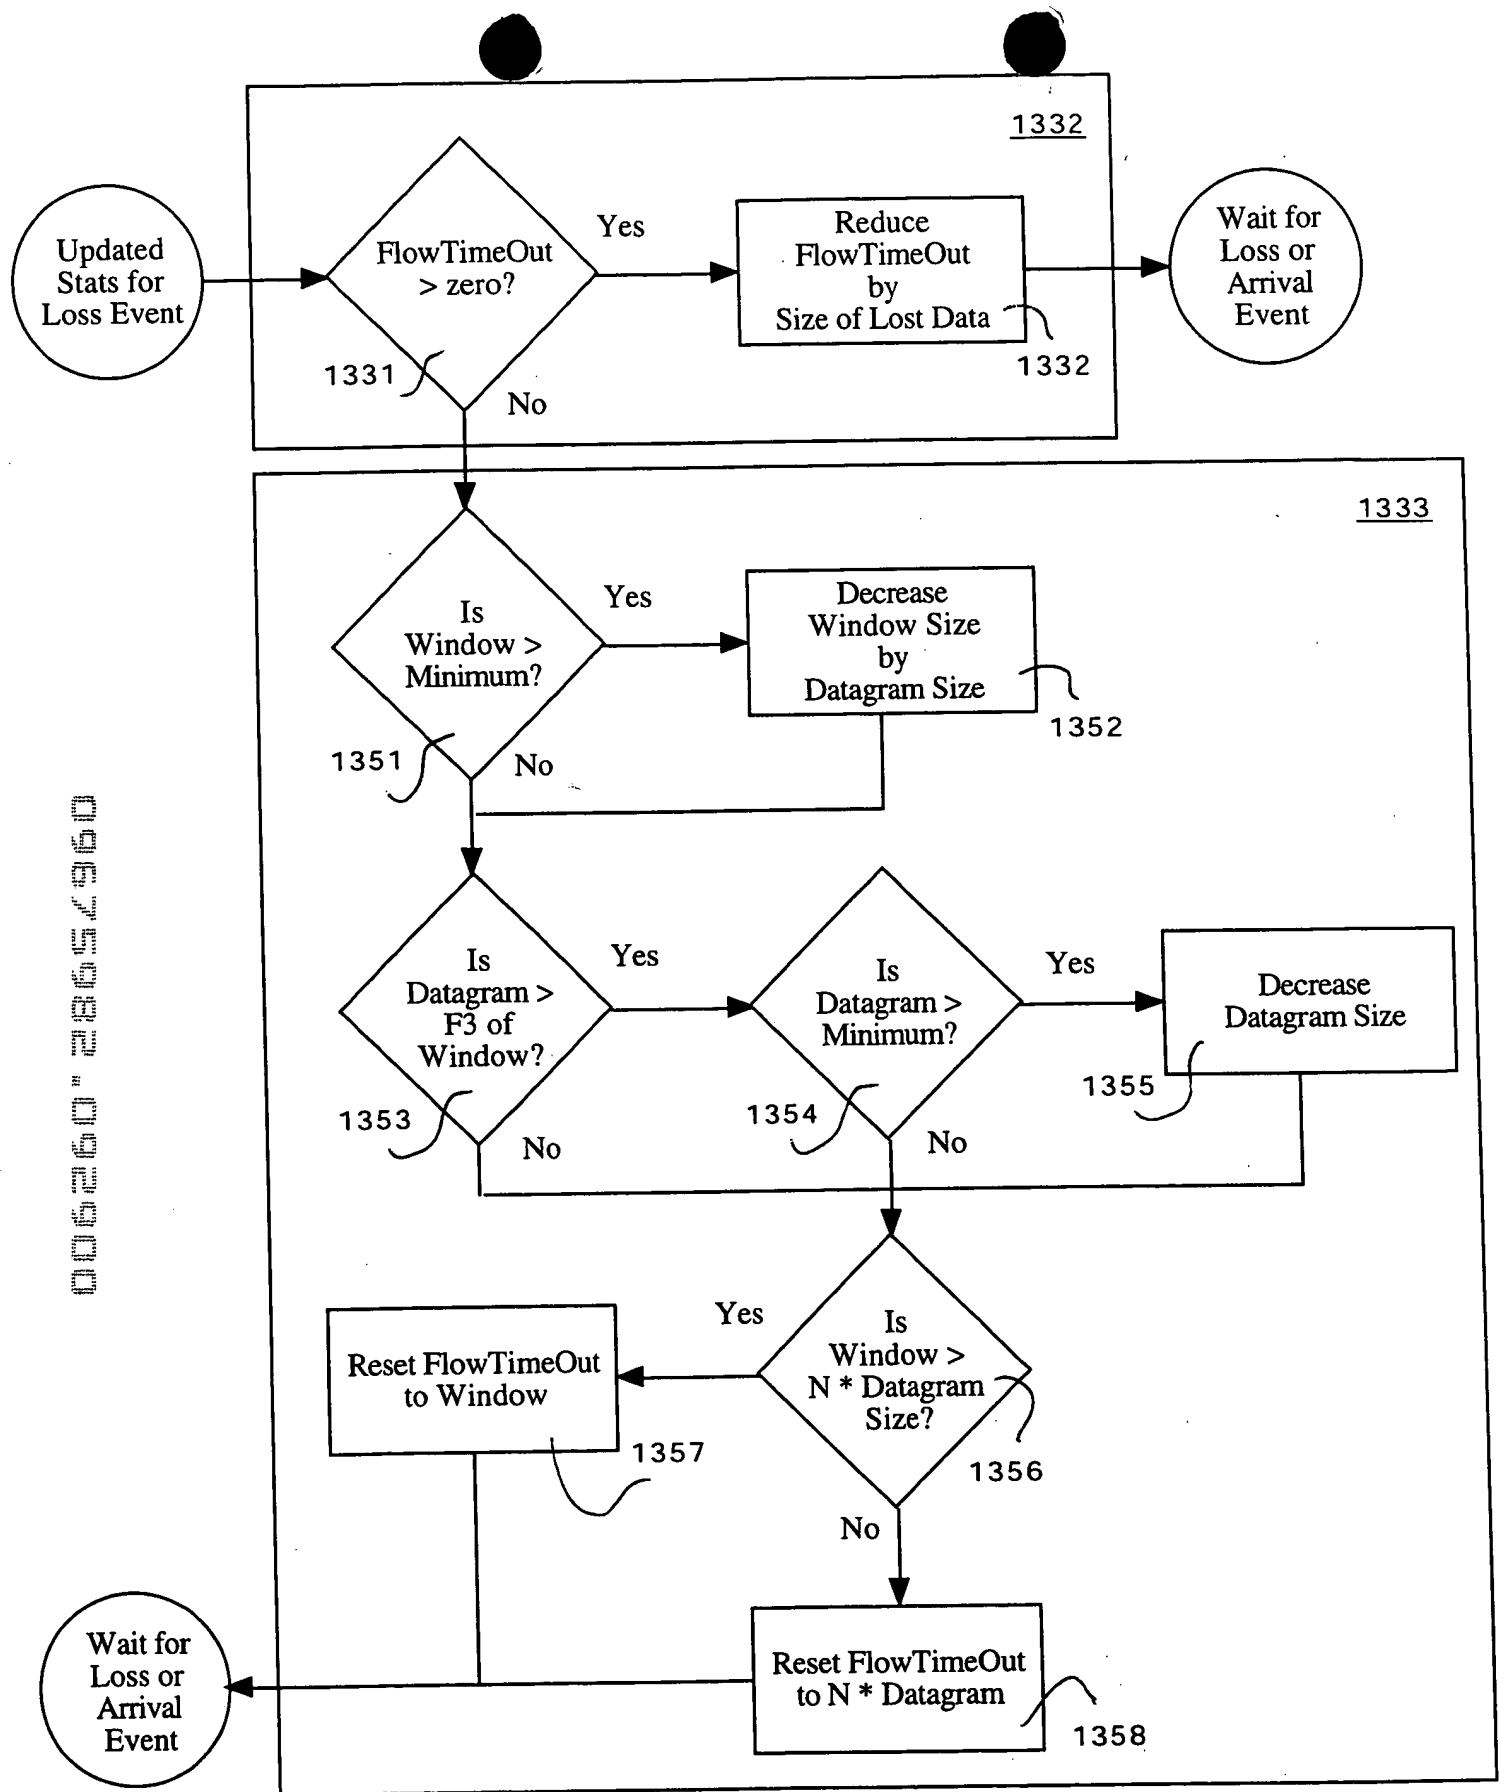 1332
Updated
Stats for
Loss Event
FlowTimeOut
> zero?
Yes
Reduce
FlowTimeOut
by
Size of Lost Data
Wait for
Loss or
Arrival
Event
1331
1332
No
1333
Is
Window >
Minimum?
Yes
Decrease
Window Size
by
Datagram Size
1351
No
1352
Is
Datagram >
F3 of
Window?
Yes
Is
Datagram >
Minimum?
Yes
Decrease
Datagram Size
1353
No
1354
No
1355
09675982.092900
Reset FlowTimeOut
to Window
Yes
Is
Window >
N * Datagram
Size?
1357
1356
No
Wait for
Loss or
Arrival
Event
Reset FlowTimeOut
to N * Datagram
1358